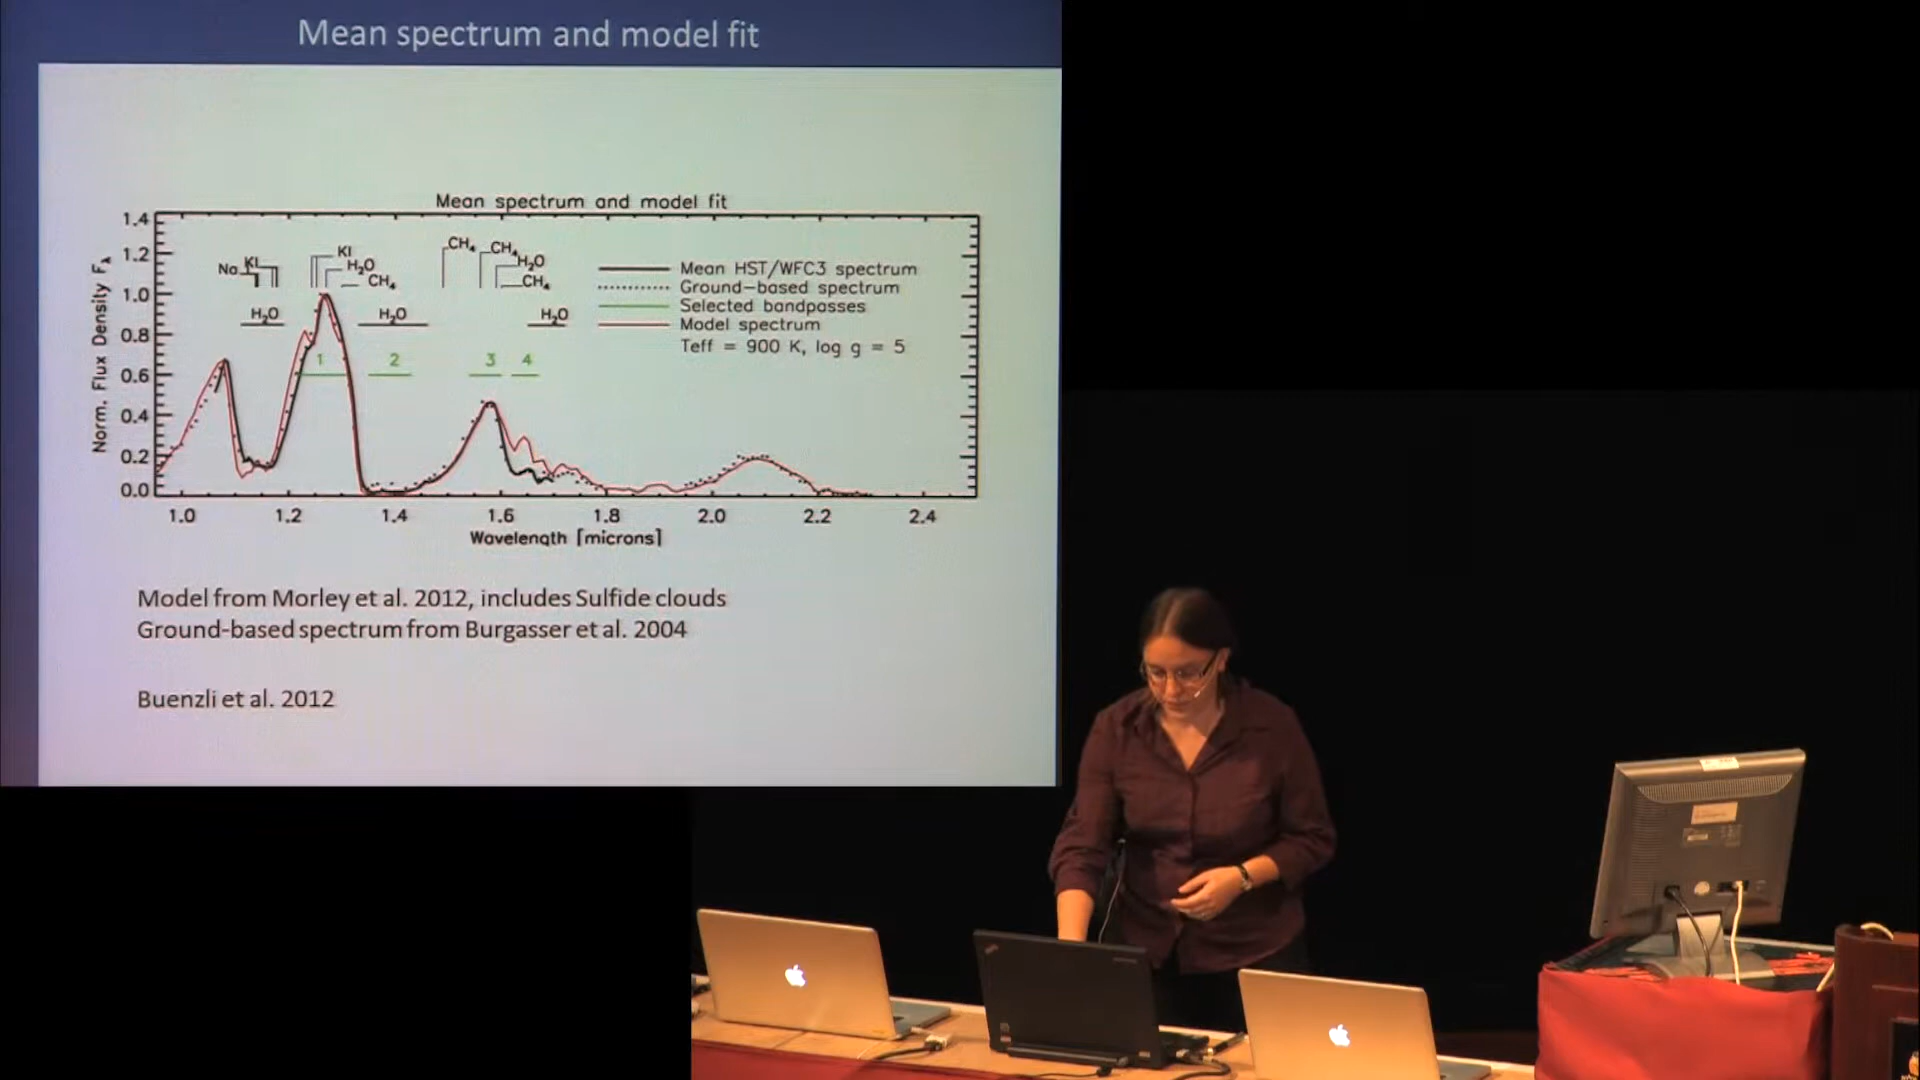 Mean spectrum and model fit
Mean spectrum and model fit
1.4
1.2
1.0
0.8
0.6
0.4
0.2
0.0
Norm. Flux Density Fλ
Na KI
KI
H₂O
CH₄
CH₄
CH₄
H₂O
CH₄
H₂O
H₂O
H₂O
1
2
3
4
Mean HST/WFC3 spectrum
Ground-based spectrum
Selected bandpasses
Model spectrum
Teff = 900 K, log g = 5
1.0 1.2 1.4 1.6 1.8 2.0 2.2 2.4
Wavelength [microns]
Model from Morley et al. 2012, includes Sulfide clouds
Ground-based spectrum from Burgasser et al. 2004
Buenzli et al. 2012